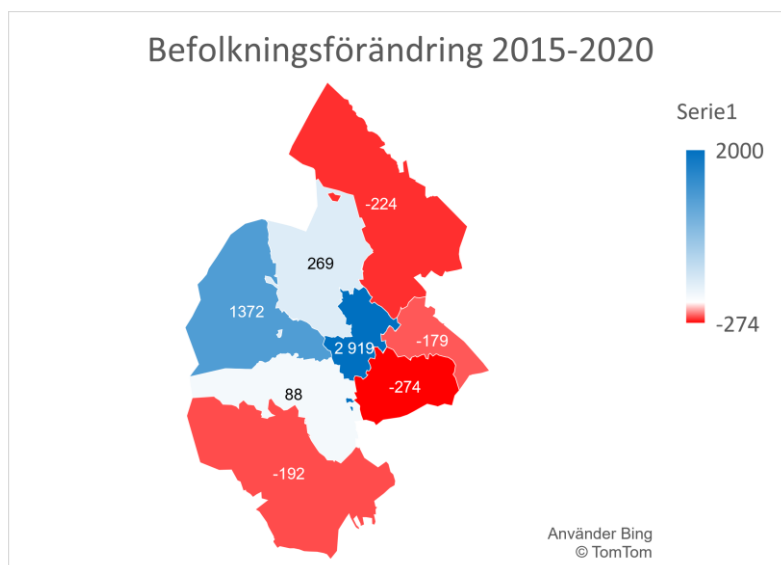 Befolkningsförändring 2015-2020
Serie1
2000
-274
-224
269
1372
2 919
-179
-274
88
-192
Använder Bing
© TomTom